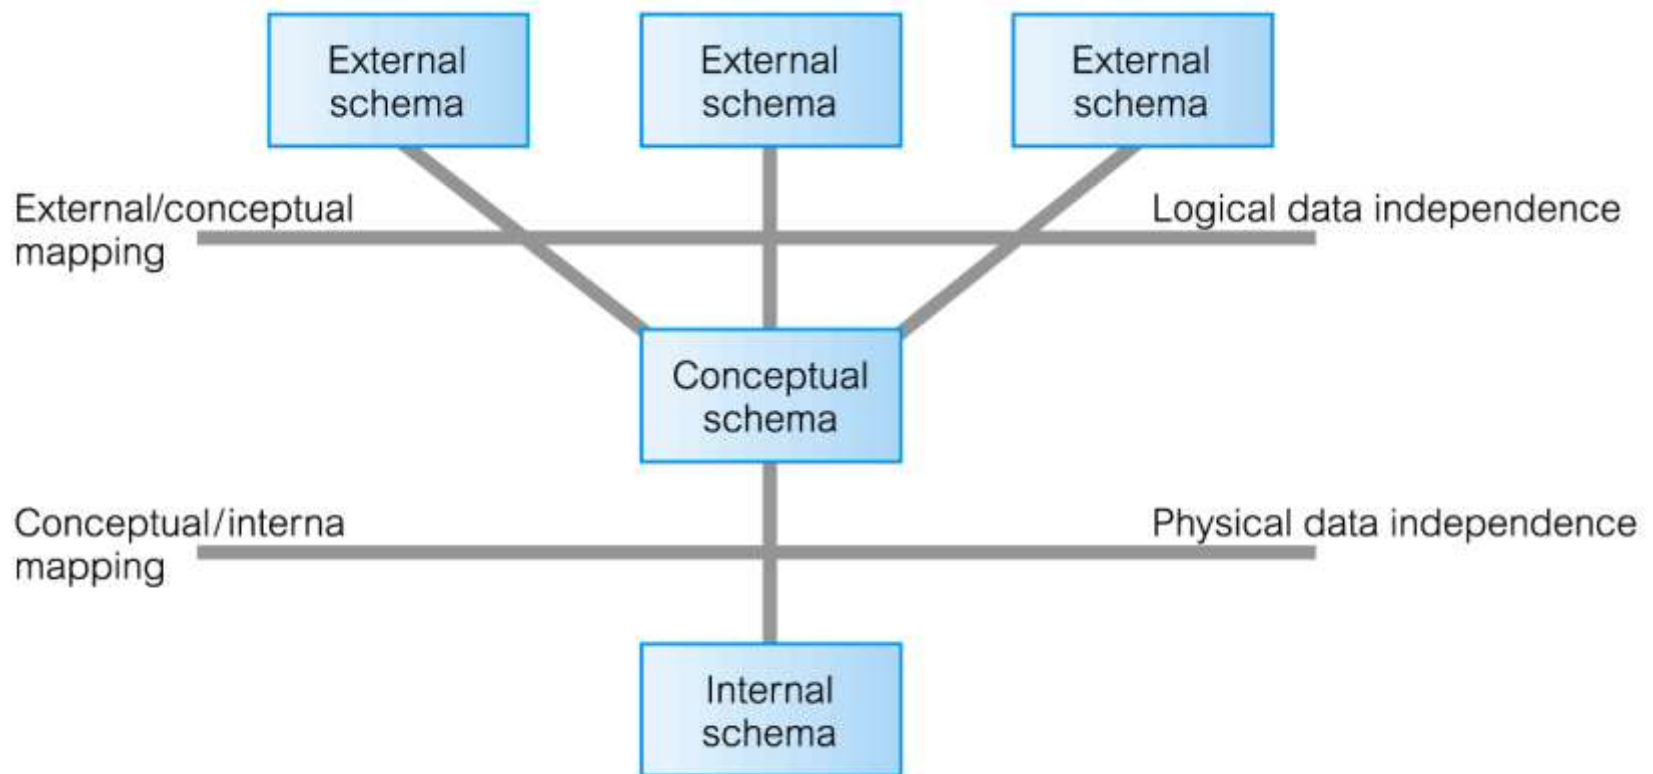 External
schema
External
schema
External
schema
External/conceptual
mapping
Logical data independence
Conceptual
schema
Conceptual/interna
mapping
Physical data independence
Internal
schema